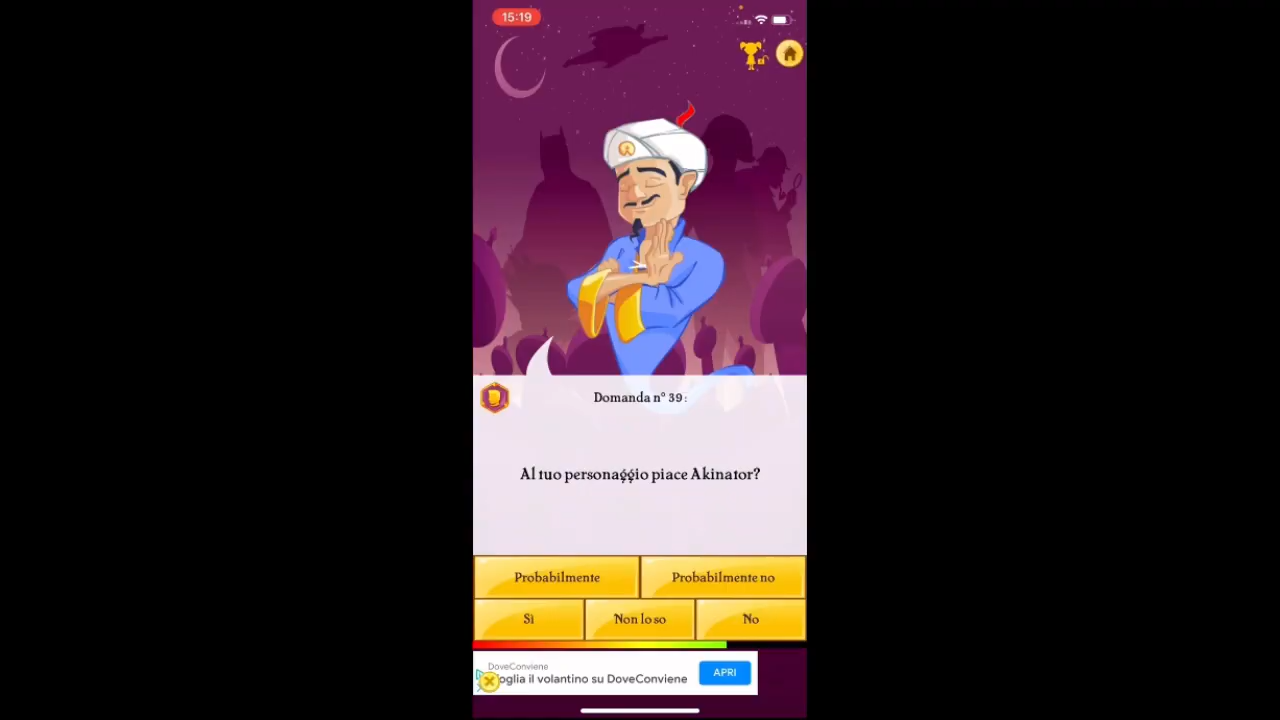 15:19
Domanda n° 39 :
Al tuo personaggio piace Akinator?
Probabilmente
Probabilmente no
Sì
Non lo so
No
DoveConviene
oglia il volantino su DoveConviene
APRI